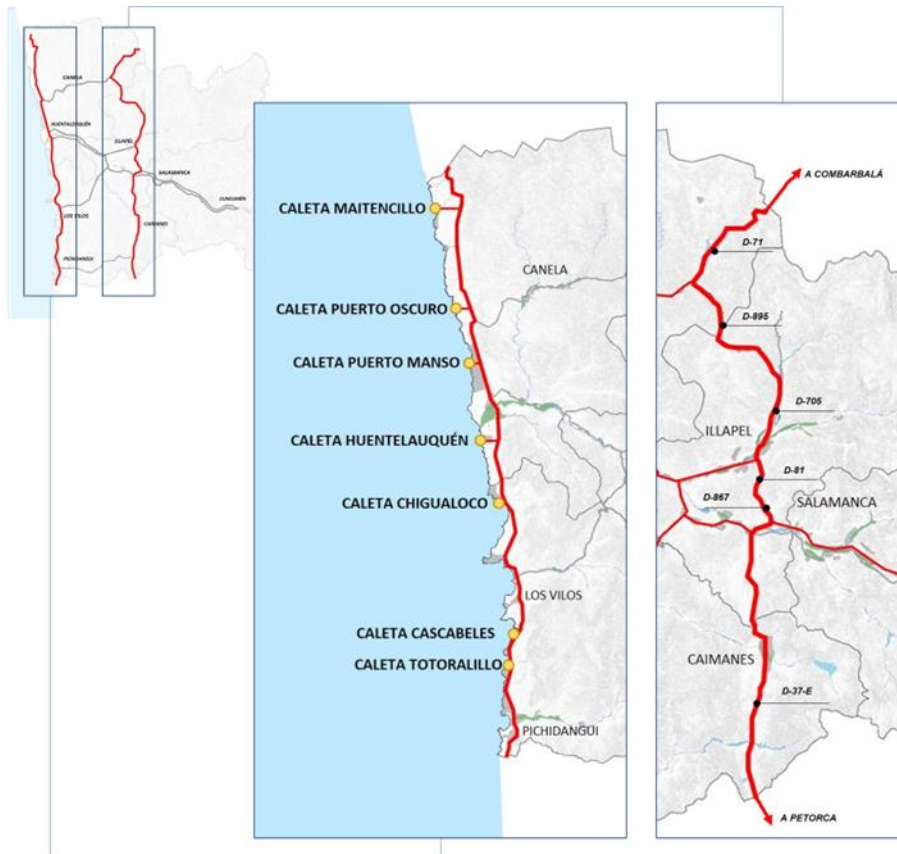 CANELA
HUENTELAUQUÉN
ILLAPEL
SALAMANCA
CUNCUMÉN
LOS VILOS
CAIMANES
PICHIDANGUI
CALETA MAITENCILLO
CANELA
CALETA PUERTO OSCURO
CALETA PUERTO MANSO
CALETA HUENTELAUQUÉN
CALETA CHIGUALOCO
LOS VILOS
CALETA CASCABELES
CALETA TOTORALILLO
PICHIDANGUI
A COMBARBALÁ
D-71
D-895
D-705
ILLAPEL
D-81
D-867
SALAMANCA
CAIMANES
D-37-E
A PETORCA